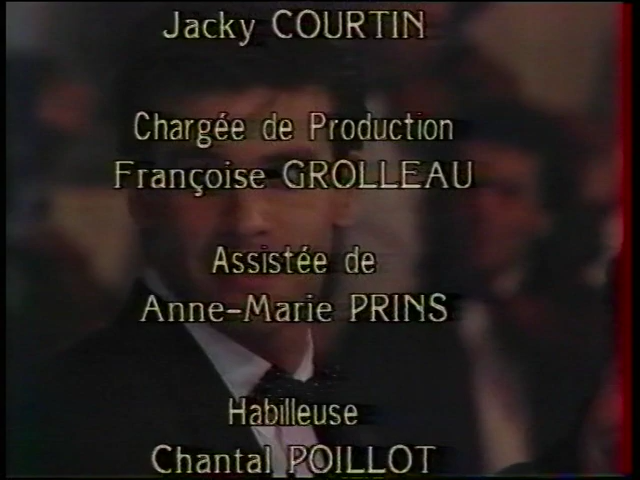 Jacky COURTIN
Chargée de Production
Françoise GROLLEAU
Assistée de
Anne-Marie PRINS
Habilleuse
Chantal POILLOT